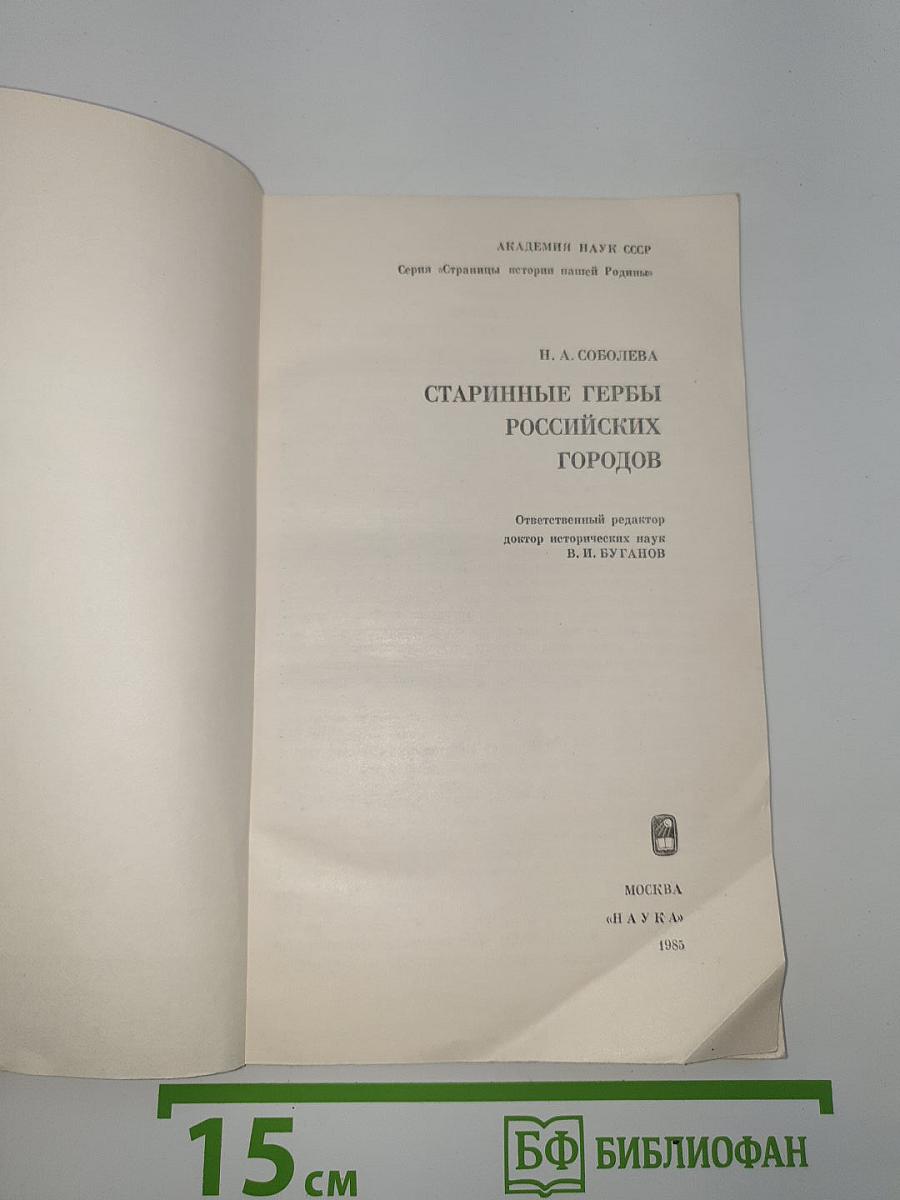 АКАДЕМИЯ НАУК СССР
Серия «Страницы истории нашей Родины»
Н. А. СОБОЛЕВА
СТАРИННЫЕ ГЕРБЫ
РОССИЙСКИХ
ГОРОДОВ
Ответственный редактор
доктор исторических наук
В. И. БУГАНОВ
МОСКВА
«НАУКА»
1985
15 см
БФ БИБЛИОФАН